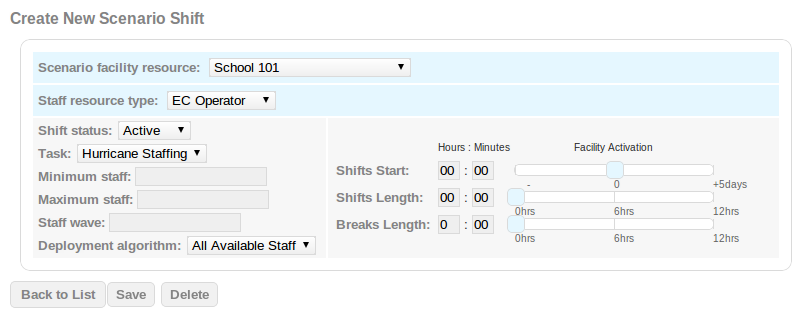 Create New Scenario Shift
Scenario facility resource: School 101
Staff resource type: EC Operator
Shift status: Active
Task: Hurricane Staffing
Minimum staff:
Maximum staff:
Staff wave:
Deployment algorithm: All Available Staff
Hours : Minutes Facility Activation
Shifts Start: 00 : 00
- 0 +5days
Shifts Length: 00 : 00
0hrs 6hrs 12hrs
Breaks Length: 0 : 00
0hrs 6hrs 12hrs
Back to List Save Delete